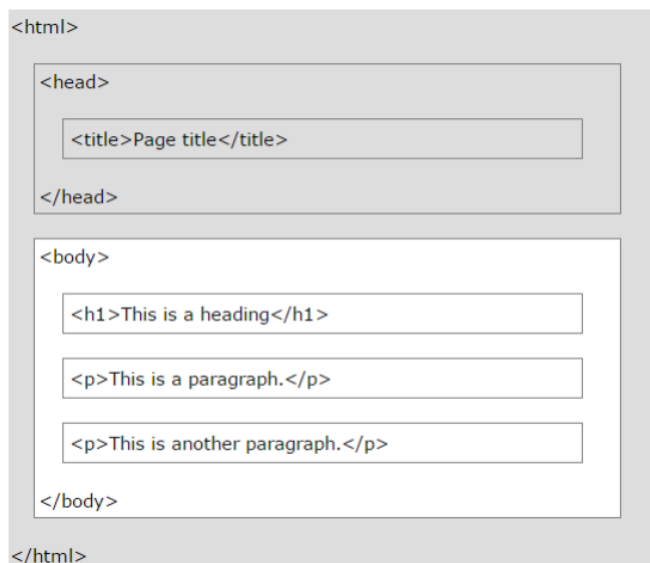 <html>
<head>
<title>Page title</title>
</head>
<body>
<h1>This is a heading</h1>
<p>This is a paragraph.</p>
<p>This is another paragraph.</p>
</body>
</html>